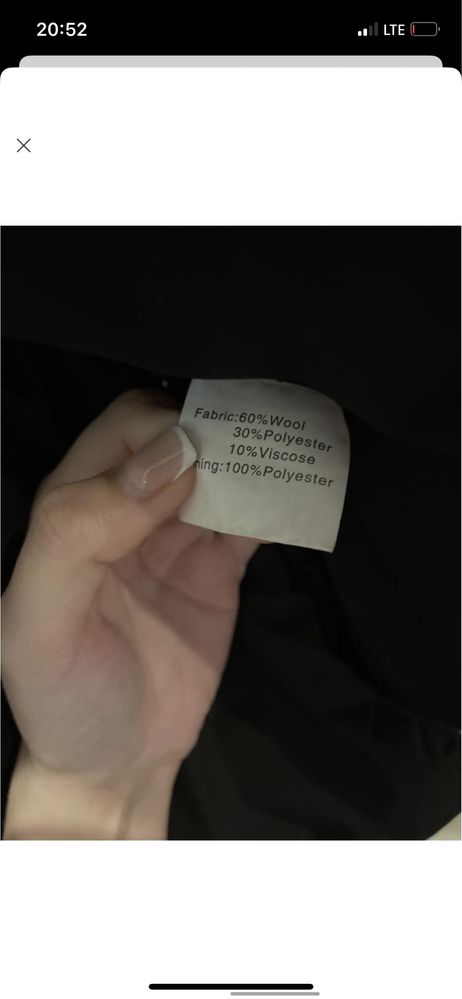 20:52
LTE
Fabric:60%Wool
30%Polyester
10%Viscose
ning:100%Polyester